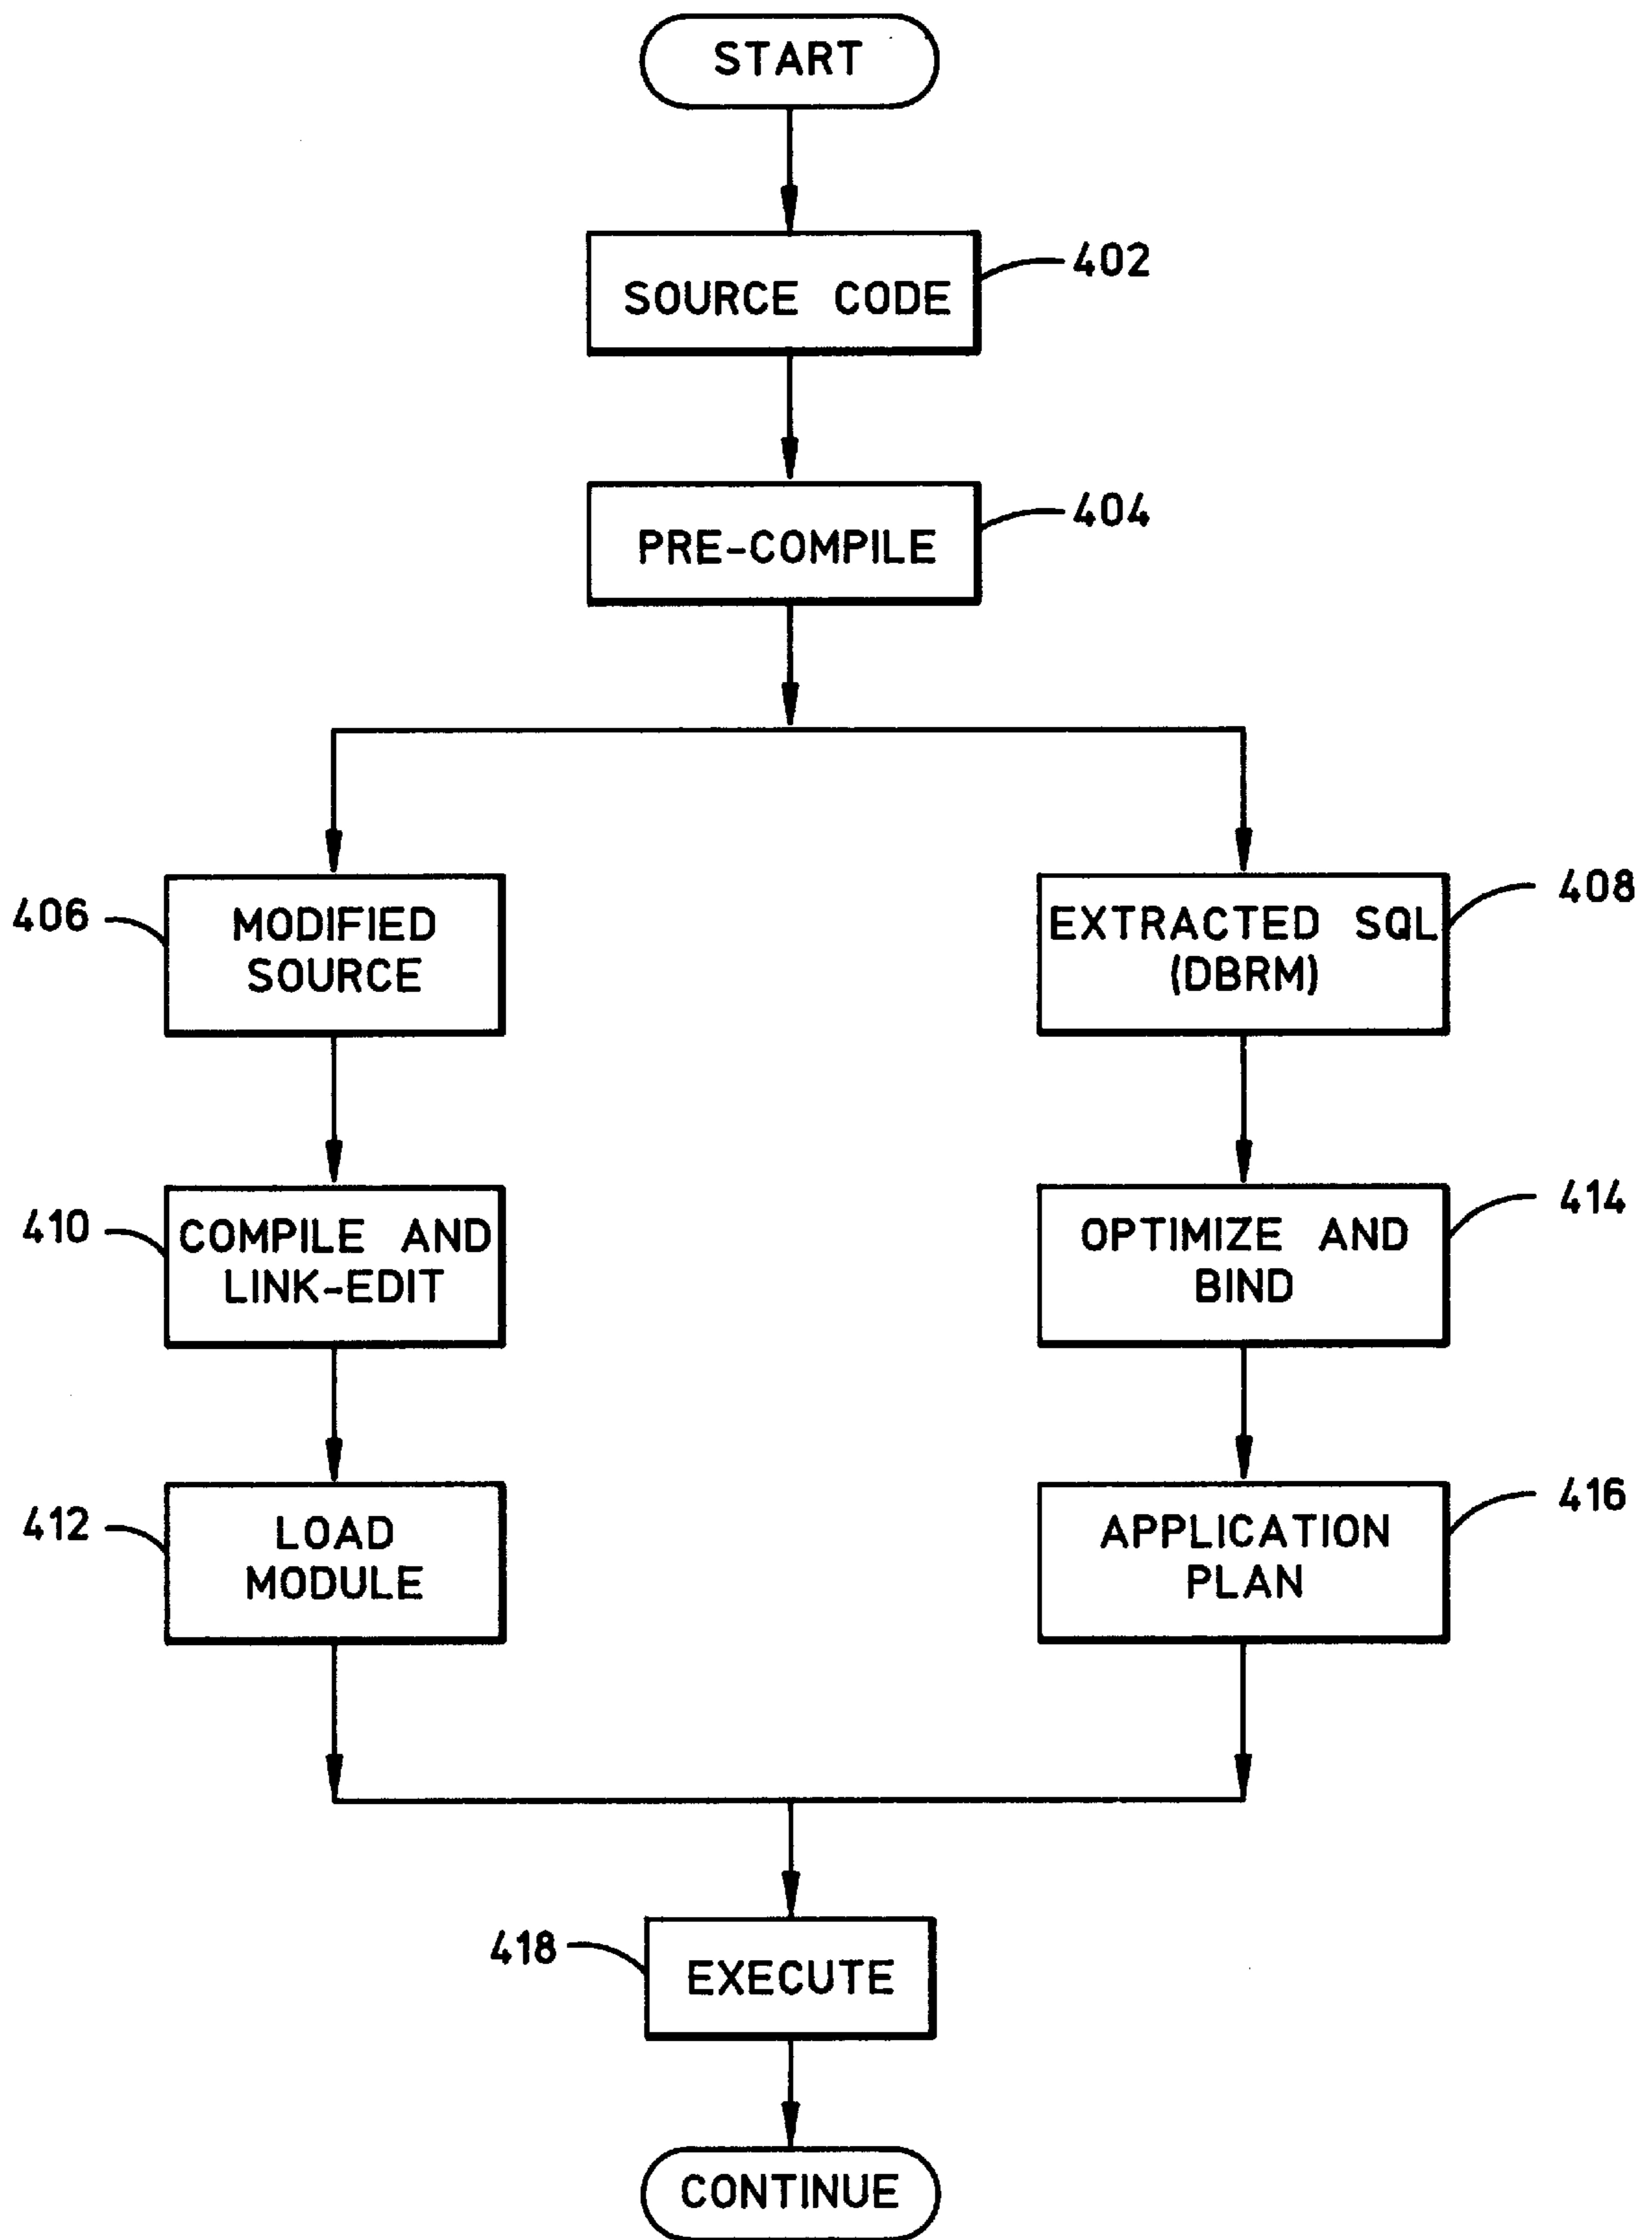 START
402
SOURCE CODE
404
PRE-COMPILE
406
MODIFIED
SOURCE
408
EXTRACTED SQL
(DBRM)
410
COMPILE AND
LINK-EDIT
414
OPTIMIZE AND
BIND
412
LOAD
MODULE
416
APPLICATION
PLAN
418
EXECUTE
CONTINUE